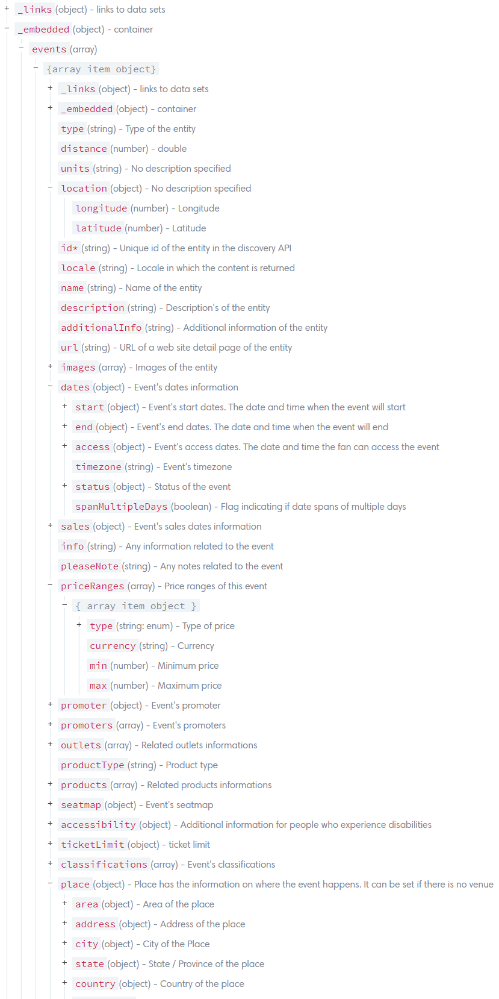 + _links (object) - links to data sets
− _embedded (object) - container
− events (array)
− {array item object}
+ _links (object) - links to data sets
+ _embedded (object) - container
type (string) - Type of the entity
distance (number) - double
units (string) - No description specified
− location (object) - No description specified
longitude (number) - Longitude
latitude (number) - Latitude
id* (string) - Unique id of the entity in the discovery API
locale (string) - Locale in which the content is returned
name (string) - Name of the entity
description (string) - Description's of the entity
additionalInfo (string) - Additional information of the entity
url (string) - URL of a web site detail page of the entity
+ images (array) - Images of the entity
− dates (object) - Event's dates information
+ start (object) - Event's start dates. The date and time when the event will start
+ end (object) - Event's end dates. The date and time when the event will end
+ access (object) - Event's access dates. The date and time the fan can access the event
timezone (string) - Event's timezone
+ status (object) - Status of the event
spanMultipleDays (boolean) - Flag indicating if date spans of multiple days
+ sales (object) - Event's sales dates information
info (string) - Any information related to the event
pleaseNote (string) - Any notes related to the event
− priceRanges (array) - Price ranges of this event
− { array item object }
+ type (string: enum) - Type of price
currency (string) - Currency
min (number) - Minimum price
max (number) - Maximum price
+ promoter (object) - Event's promoter
+ promoters (array) - Event's promoters
+ outlets (array) - Related outlets informations
productType (string) - Product type
+ products (array) - Related products informations
+ seatmap (object) - Event's seatmap
+ accessibility (object) - Additional information for people who experience disabilities
+ ticketLimit (object) - ticket limit
+ classifications (array) - Event's classifications
− place (object) - Place has the information on where the event happens. It can be set if there is no venue
+ area (object) - Area of the place
+ address (object) - Address of the place
+ city (object) - City of the Place
+ state (object) - State / Province of the place
+ country (object) - Country of the place